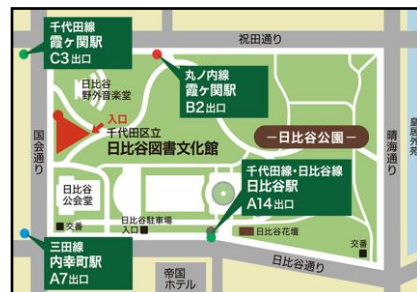 千代田線
霞ヶ関駅
C3出口
祝田通り
丸ノ内線
霞ヶ関駅
B2出口
日比谷
野外音楽堂
入口
千代田区立
日比谷図書文化館
国会通り
日比谷公園
晴海通り
皇居外苑
千代田線・日比谷線
日比谷駅
A14出口
日比谷
公会堂
交番
日比谷駐車場
入口
日比谷花壇
交番
三田線
内幸町駅
A7出口
日比谷通り
帝国
ホテル